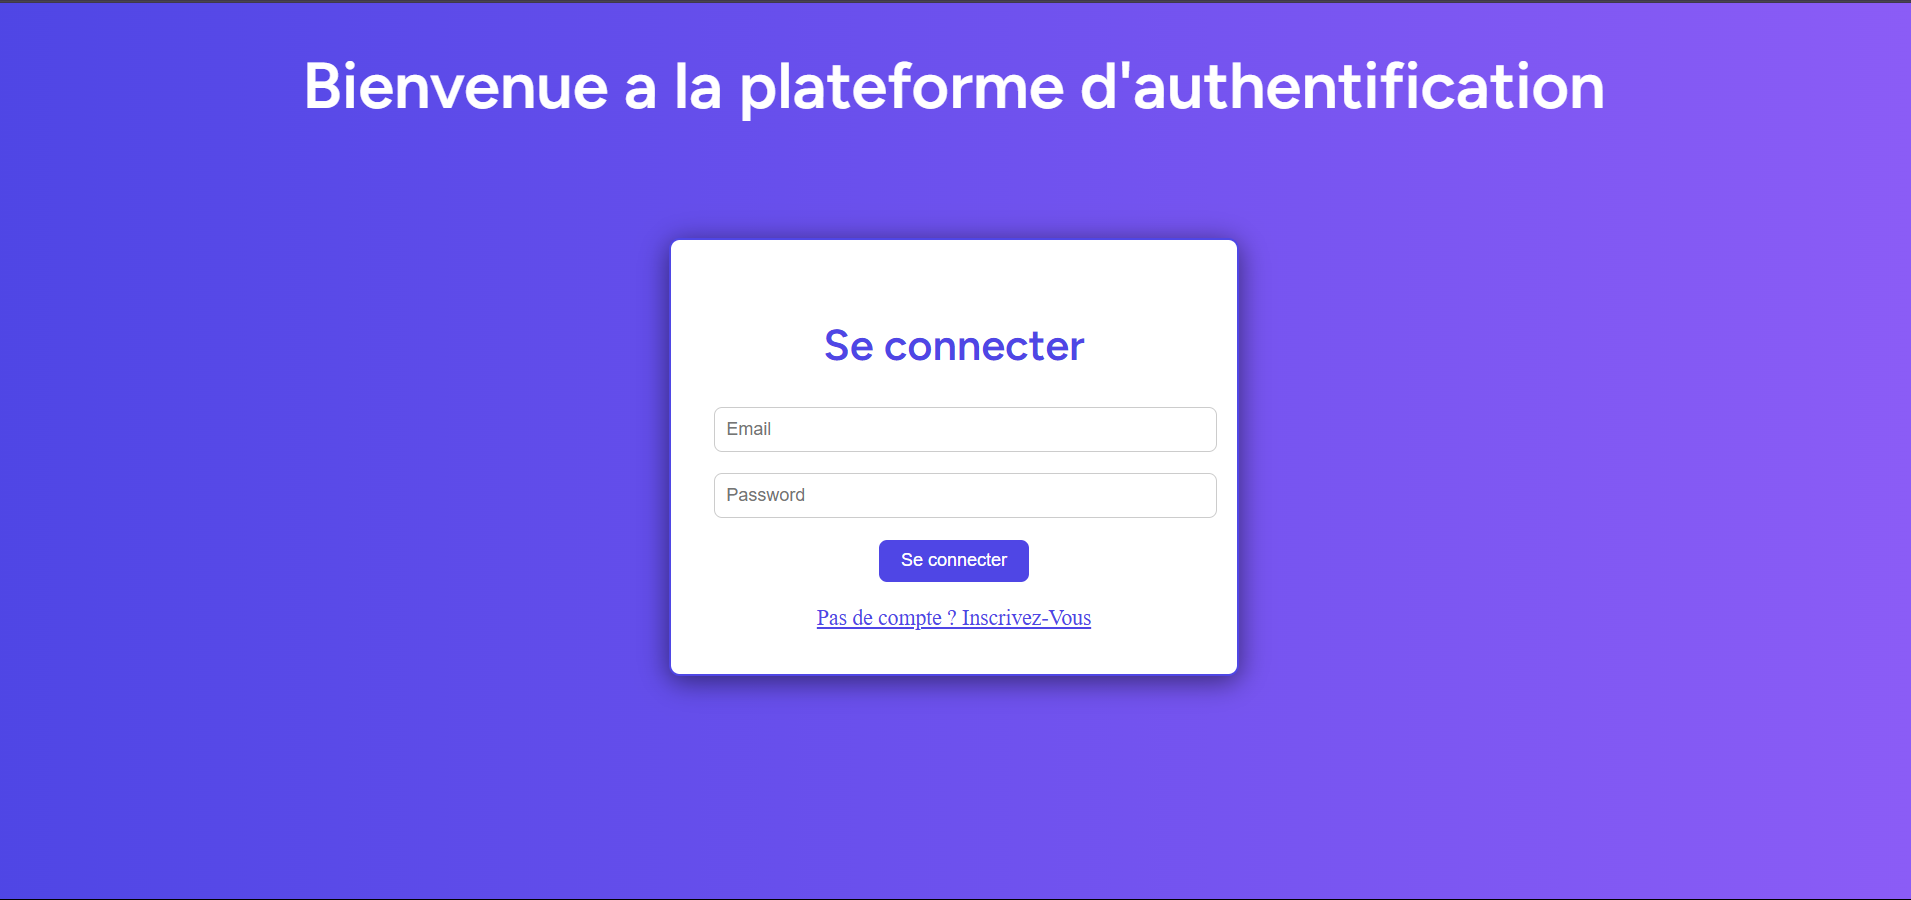 Bienvenue a la plateforme d'authentification
Se connecter
Email
Password
Se connecter
Pas de compte ? Inscrivez-Vous